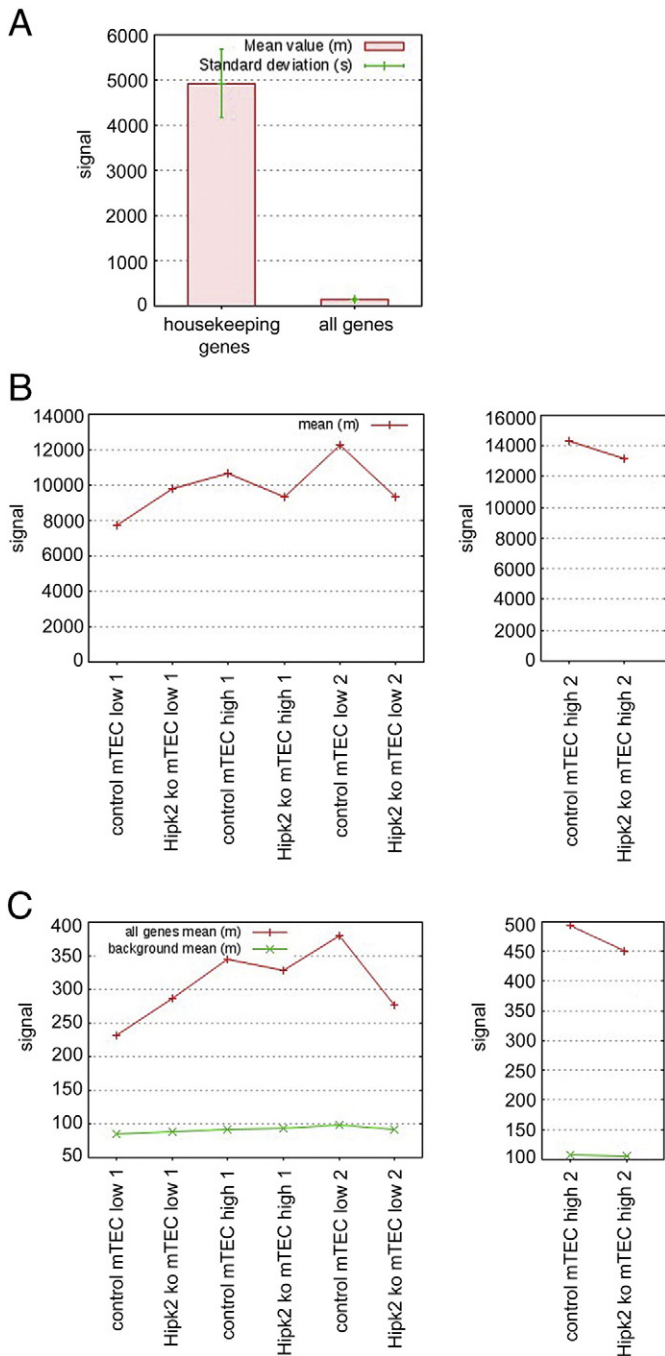 A
6000
5000
4000
3000
2000
1000
0
signal
Mean value (m)
Standard deviation (s)
housekeeping
genes
all genes
B
14000
12000
10000
8000
6000
4000
2000
0
signal
mean (m)
control mTEC low 1
Hipk2 ko mTEC low 1
control mTEC high 1
Hipk2 ko mTEC high 1
control mTEC low 2
Hipk2 ko mTEC low 2
16000
14000
12000
10000
8000
6000
4000
2000
0
signal
control mTEC high 2
Hipk2 ko mTEC high 2
C
400
350
300
250
200
150
100
50
signal
all genes mean (m)
background mean (m)
control mTEC low 1
Hipk2 ko mTEC low 1
control mTEC high 1
Hipk2 ko mTEC high 1
control mTEC low 2
Hipk2 ko mTEC low 2
500
450
400
350
300
250
200
150
100
signal
control mTEC high 2
Hipk2 ko mTEC high 2